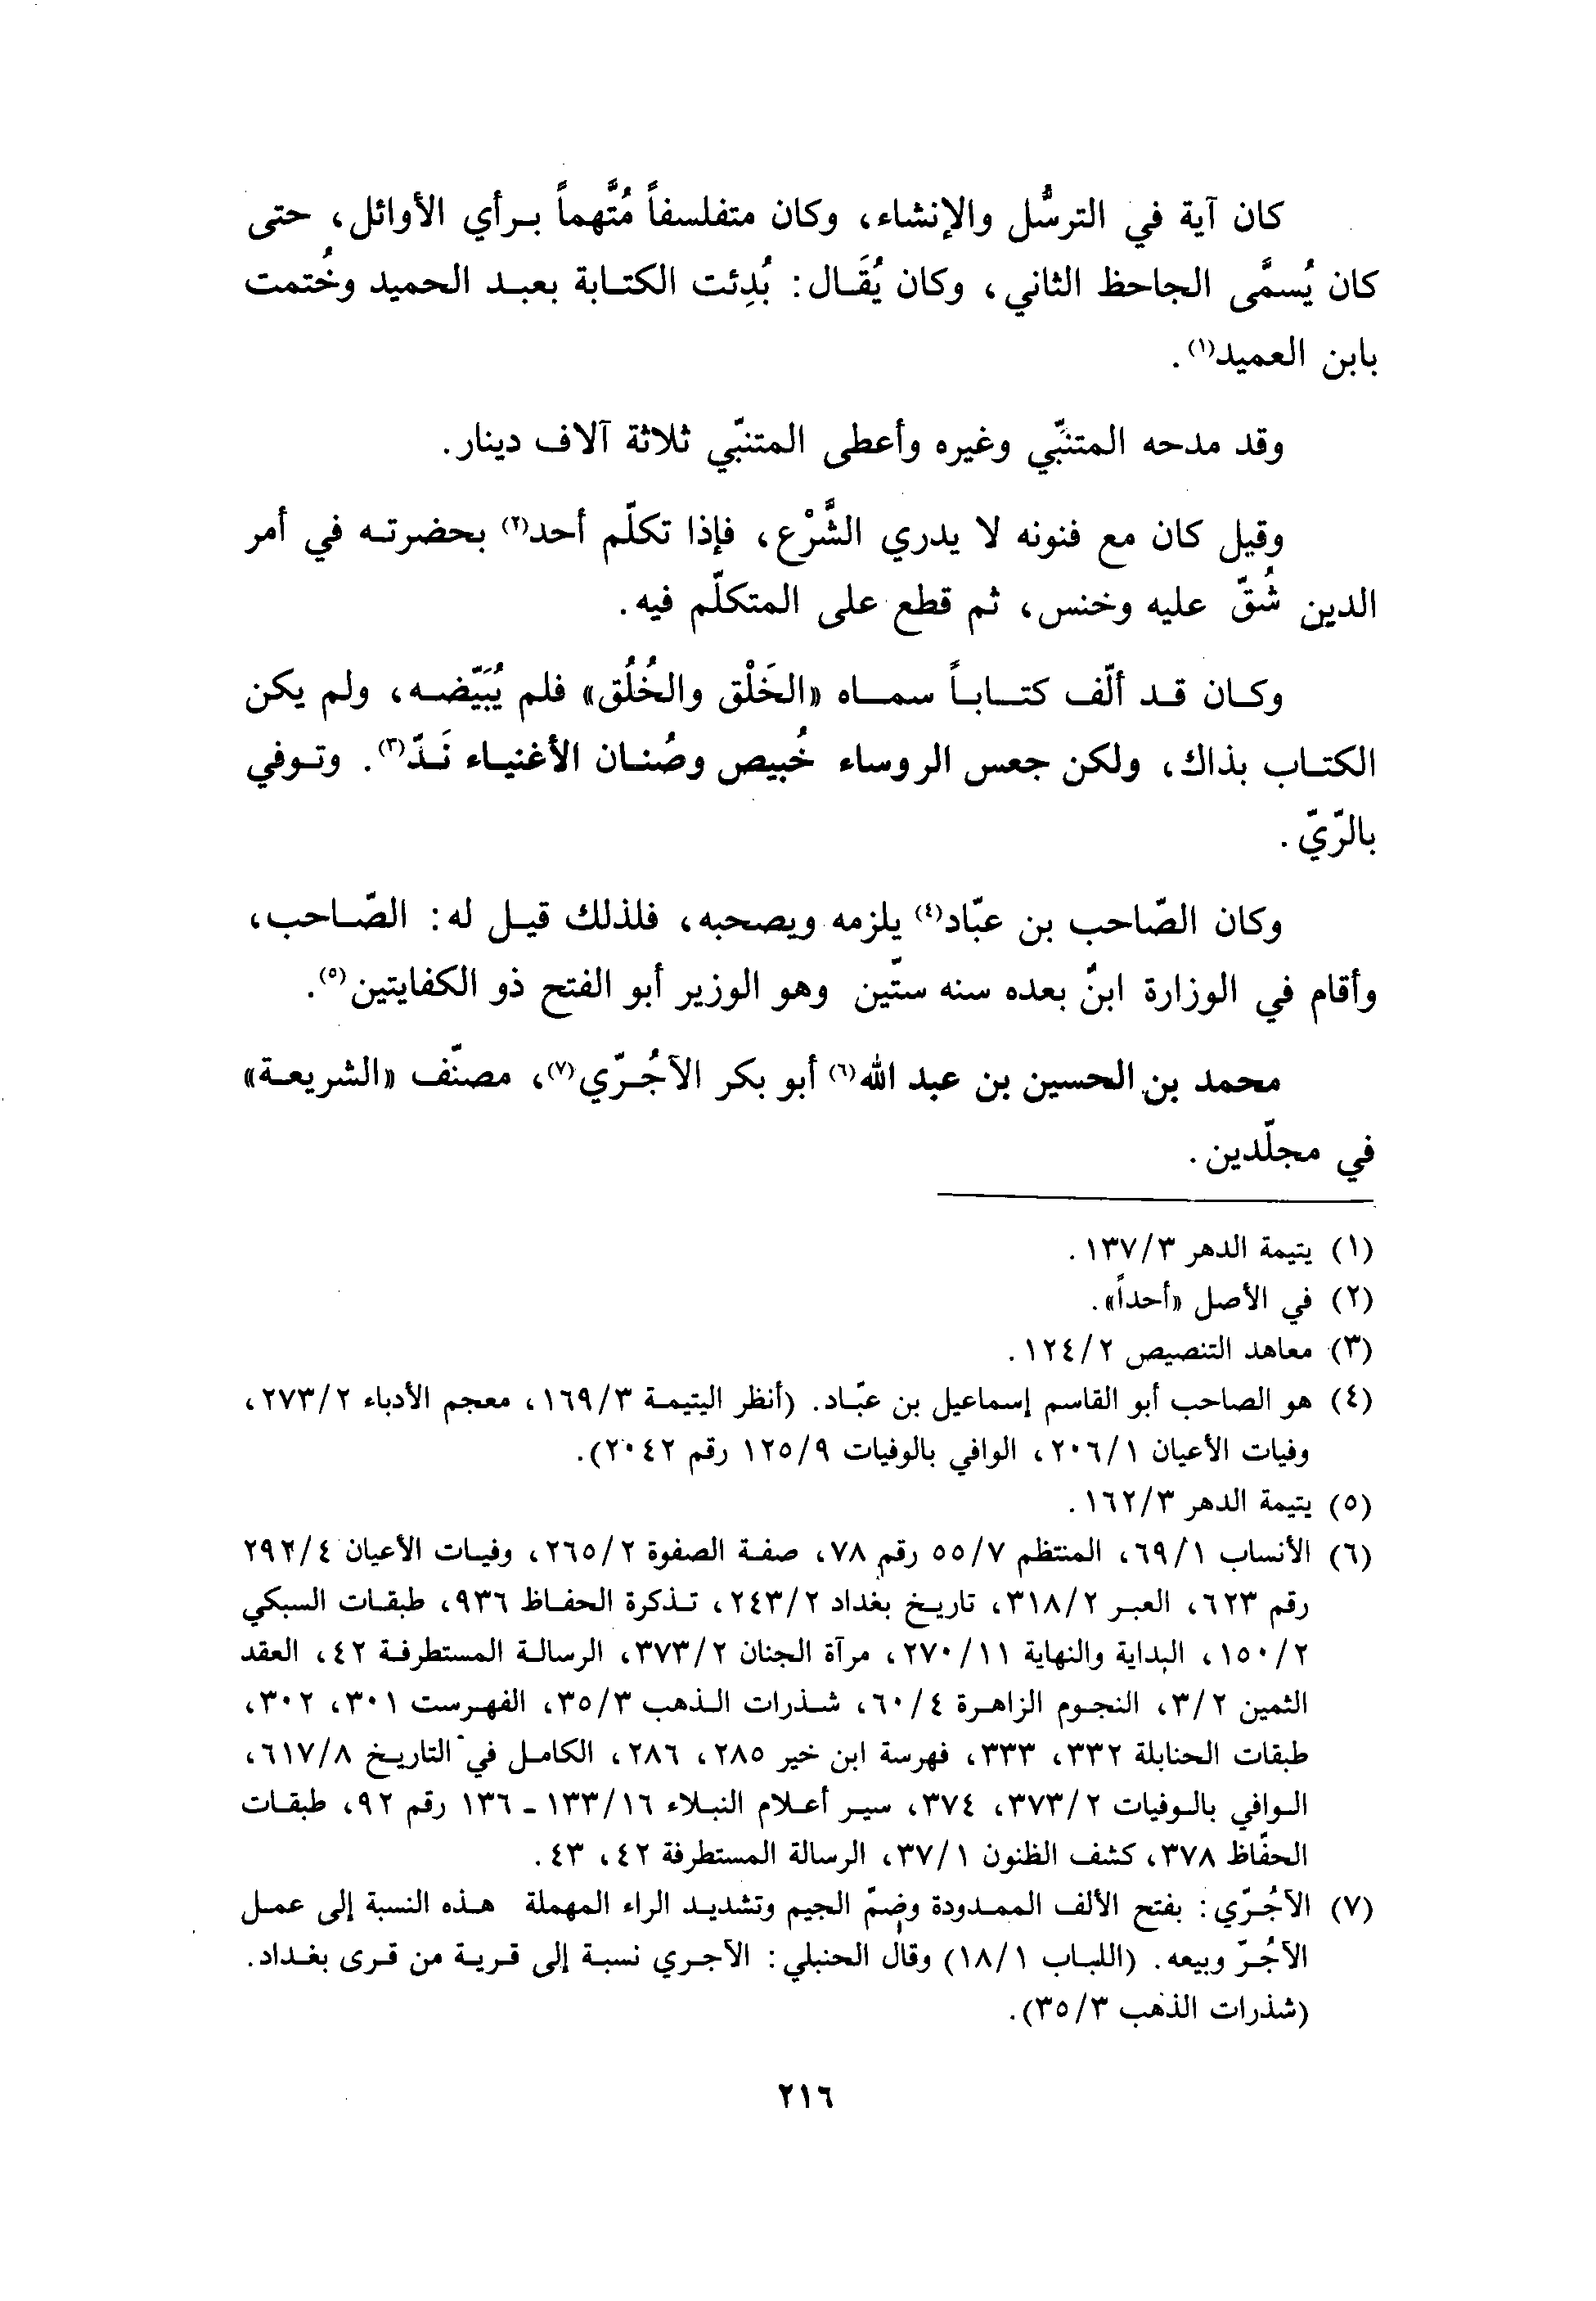 كان آية في الترسُّل والإنشاء، وكان متفلسفاً مُتَّهماً برأي الأوائل، حتى
كان يُسمَّى الجاحظ الثاني، وكان يُقَال: بُدِئت الكتابة بعبد الحميد وخُتمت
بابن العميد(١).
وقد مدحه المتنبّي وغيره وأعطى المتنبّي ثلاثة آلاف دينار.
وقيل كان مع فنونه لا يدري الشَّرْع، فإذا تكلّم أحد(٢) بحضرته في أمر
الدين شُقّ عليه وخنس، ثم قطع على المتكلّم فيه.
وكان قد ألّف كتاباً سماه «الخَلْق والخُلُق» فلم يُبَيّضه، ولم يكن
الكتاب بذاك، ولكن جعس الروساء خُبيص وصُنان الأغنياء نَدّ(٣). وتوفي
بالرّيّ.
وكان الصّاحب بن عبّاد(٤) يلزمه ويصحبه، فلذلك قيل له: الصّاحب،
وأقام في الوزارة ابنّ بعده سنه ستّين وهو الوزير أبو الفتح ذو الكفايتين(٥).
محمد بن الحسين بن عبد الله(٦) أبو بكر الآجُرّي(٧)، مصنّف «الشريعة»
في مجلّدين.
(١) يتيمة الدهر ١٣٧/٣.
(٢) في الأصل «أحداً».
(٣) معاهد التنصيص ١٢٤/٢.
(٤) هو الصاحب أبو القاسم إسماعيل بن عبّاد. (أنظر اليتيمة ١٦٩/٣، معجم الأدباء ٢٧٣/٢،
وفيات الأعيان ٢٠٦/١، الوافي بالوفيات ١٢٥/٩ رقم ٢٠٤٢).
(٥) يتيمة الدهر ١٦٢/٣.
(٦) الأنساب ٦٩/١، المنتظم ٥٥/٧ رقم ٧٨، صفة الصفوة ٢٦٥/٢، وفيات الأعيان ٢٩٢/٤
رقم ٦٢٣، العبر ٣١٨/٢، تاريخ بغداد ٢٤٣/٢، تذكرة الحفاظ ٩٣٦، طبقات السبكي
١٥٠/٢، البداية والنهاية ٢٧٠/١١، مرآة الجنان ٣٧٣/٢، الرسالة المستطرفة ٤٢، العقد
الثمين ٣/٢، النجوم الزاهرة ٦٠/٤، شذرات الذهب ٣٥/٣، الفهرست ٣٠١، ٣٠٢،
طبقات الحنابلة ٣٣٢، ٣٣٣، فهرسة ابن خير ٢٨٥، ٢٨٦، الكامل في التاريخ ٦١٧/٨،
الوافي بالوفيات ٣٧٣/٢، ٣٧٤، سير أعلام النبلاء ١٣٣/١٦ - ١٣٦ رقم ٩٢، طبقات
الحفّاظ ٣٧٨، كشف الظنون ٣٧/١، الرسالة المستطرفة ٤٢، ٤٣.
(٧) الآجُرّي: بفتح الألف الممدودة وضمّ الجيم وتشديد الراء المهملة هذه النسبة إلى عمل
الآجُرّ وبيعه. (اللباب ١٨/١) وقال الحنبلي: الآجري نسبة إلى قرية من قرى بغداد.
(شذرات الذهب ٣٥/٣).
٢١٦